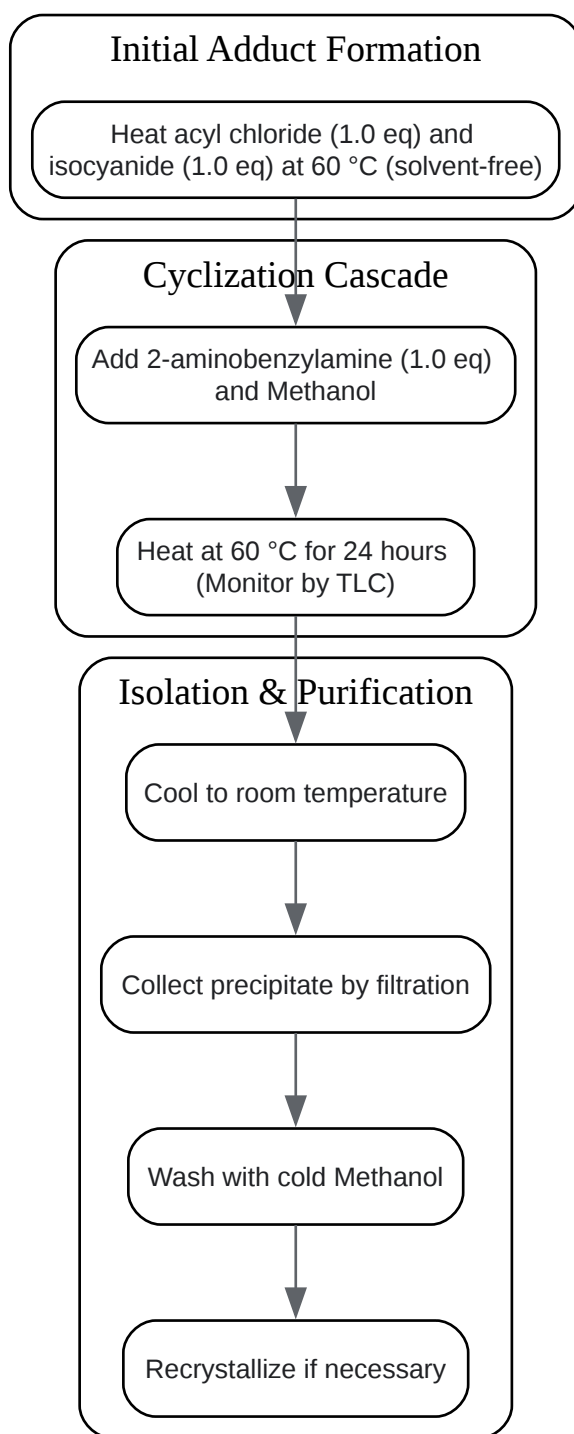 Initial Adduct Formation
Heat acyl chloride (1.0 eq) and
isocyanide (1.0 eq) at 60 °C (solvent-free)
Cyclization Cascade
Add 2-aminobenzylamine (1.0 eq)
and Methanol
Heat at 60 °C for 24 hours
(Monitor by TLC)
Isolation & Purification
Cool to room temperature
Collect precipitate by filtration
Wash with cold Methanol
Recrystallize if necessary